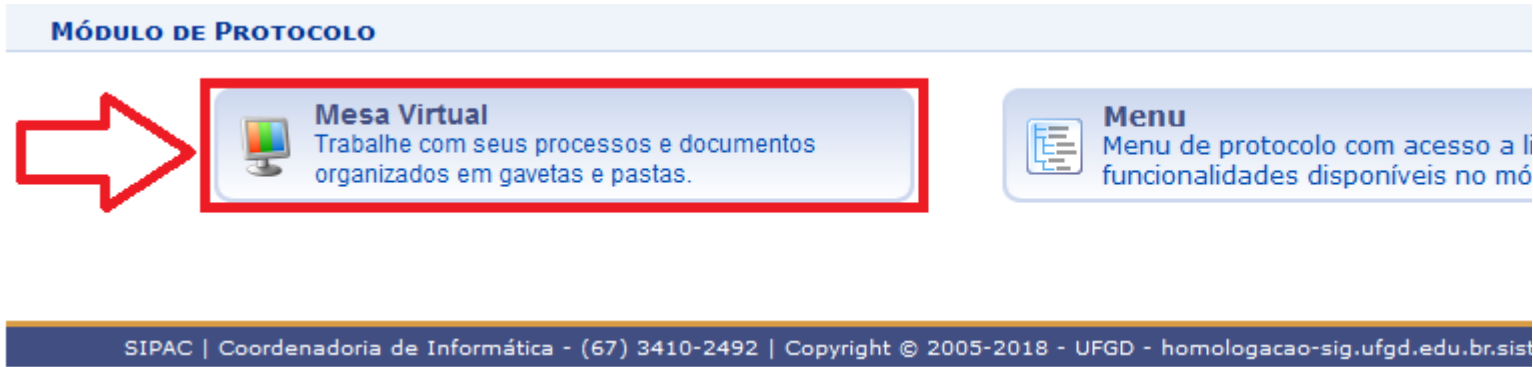 MÓDULO DE PROTOCOLO
Mesa Virtual
Trabalhe com seus processos e documentos
organizados em gavetas e pastas.
Menu
Menu de protocolo com acesso a
funcionalidades disponíveis no
SIPAC | Coordenadoria de Informática - (67) 3410-2492 | Copyright © 2005-2018 - UFGD - homologacao-sig.ufgd.edu.br.sist